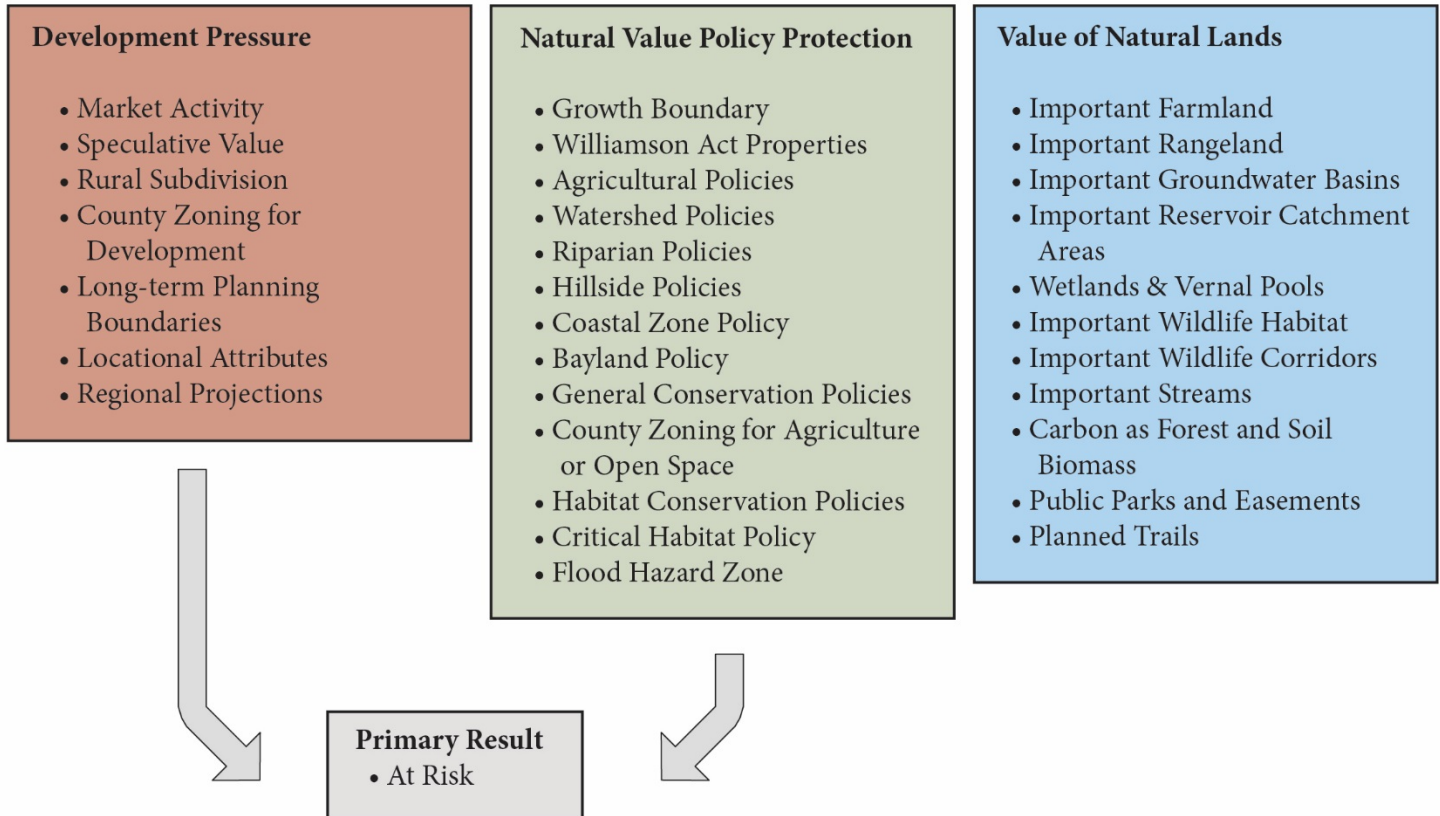 Development Pressure
• Market Activity
• Speculative Value
• Rural Subdivision
• County Zoning for
Development
• Long-term Planning
Boundaries
• Locational Attributes
• Regional Projections
Natural Value Policy Protection
• Growth Boundary
• Williamson Act Properties
• Agricultural Policies
• Watershed Policies
• Riparian Policies
• Hillside Policies
• Coastal Zone Policy
• Bayland Policy
• General Conservation Policies
• County Zoning for Agriculture
or Open Space
• Habitat Conservation Policies
• Critical Habitat Policy
• Flood Hazard Zone
Value of Natural Lands
• Important Farmland
• Important Rangeland
• Important Groundwater Basins
• Important Reservoir Catchment
Areas
• Wetlands & Vernal Pools
• Important Wildlife Habitat
• Important Wildlife Corridors
• Important Streams
• Carbon as Forest and Soil
Biomass
• Public Parks and Easements
• Planned Trails
Primary Result
• At Risk